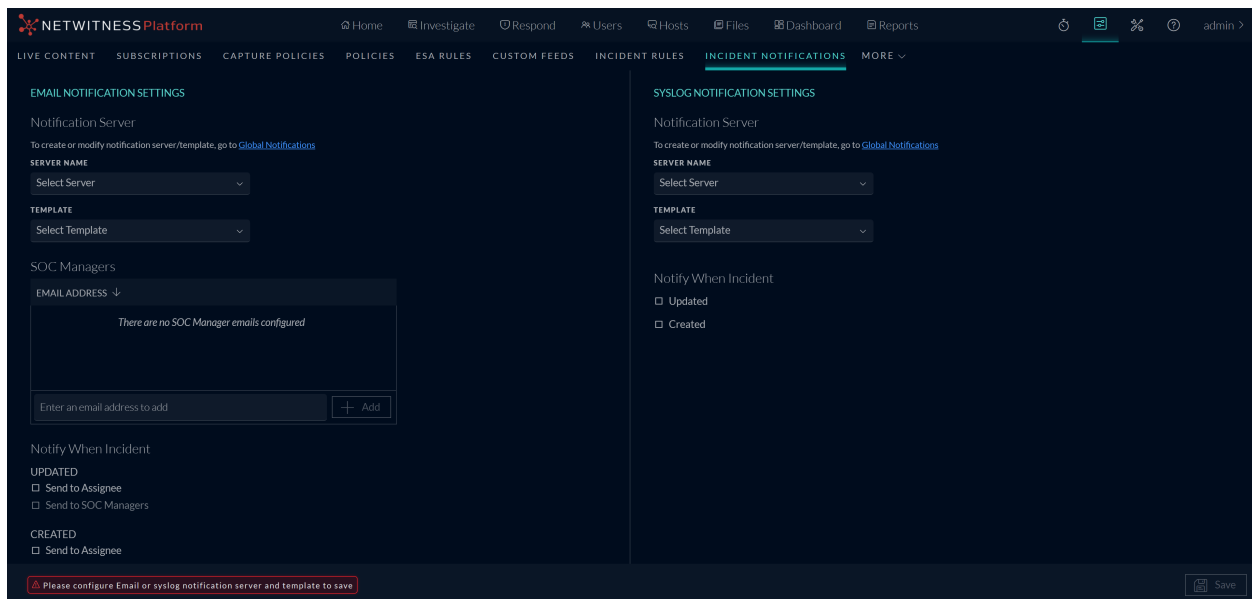 NETWITNESS Platform
Home Investigate Respond Users Hosts Files Dashboard Reports admin >
LIVE CONTENT SUBSCRIPTIONS CAPTURE POLICIES POLICIES ESA RULES CUSTOM FEEDS INCIDENT RULES INCIDENT NOTIFICATIONS MORE
EMAIL NOTIFICATION SETTINGS
Notification Server
To create or modify notification server/template, go to Global Notifications
SERVER NAME
Select Server
TEMPLATE
Select Template
SOC Managers
EMAIL ADDRESS ↓
There are no SOC Manager emails configured
Enter an email address to add
+ Add
Notify When Incident
UPDATED
Send to Assignee
Send to SOC Managers
CREATED
Send to Assignee
SYSLOG NOTIFICATION SETTINGS
Notification Server
To create or modify notification server/template, go to Global Notifications
SERVER NAME
Select Server
TEMPLATE
Select Template
Notify When Incident
Updated
Created
Please configure Email or syslog notification server and template to save
Save